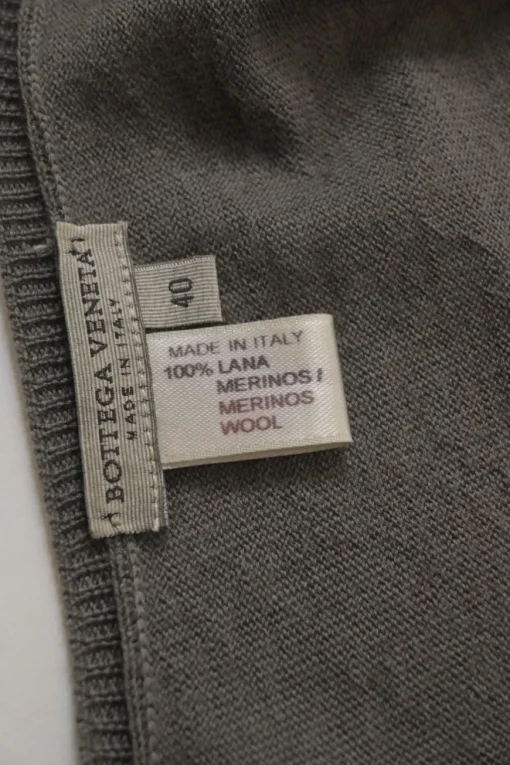 BOTTEGA VENETA
MADE IN ITALY
40
MADE IN ITALY
100% LANA
MERINOS /
MERINOS
WOOL